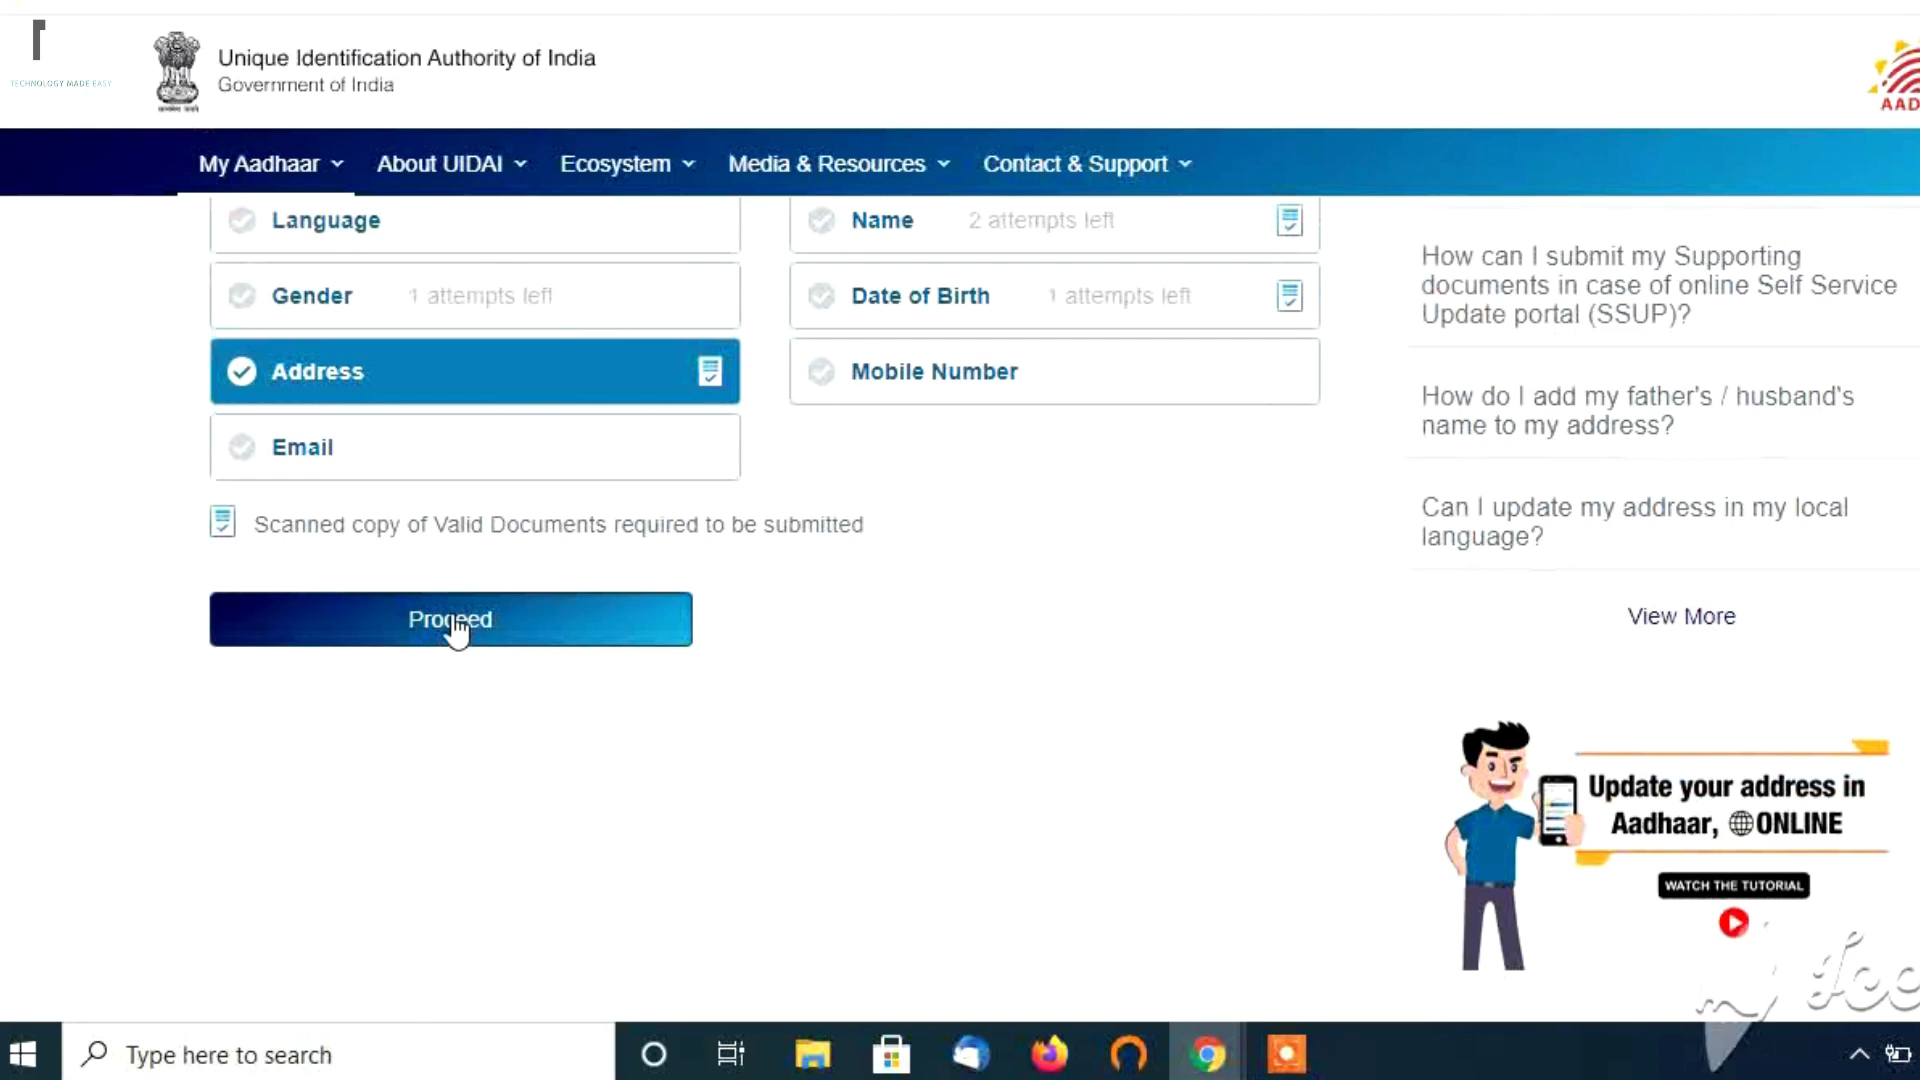 TECHNOLOGY MADE EASY
Unique Identification Authority of India
Government of India
AAD
My Aadhaar
About UIDAI
Ecosystem
Media & Resources
Contact & Support
Language
Name 2 attempts left
Gender 1 attempts left
Date of Birth 1 attempts left
Address
Mobile Number
Email
Scanned copy of Valid Documents required to be submitted
Proceed
How can I submit my Supporting
documents in case of online Self Service
Update portal (SSUP)?
How do I add my father's / husband's
name to my address?
Can I update my address in my local
language?
View More
Update your address in
Aadhaar, ONLINE
WATCH THE TUTORIAL
Type here to search